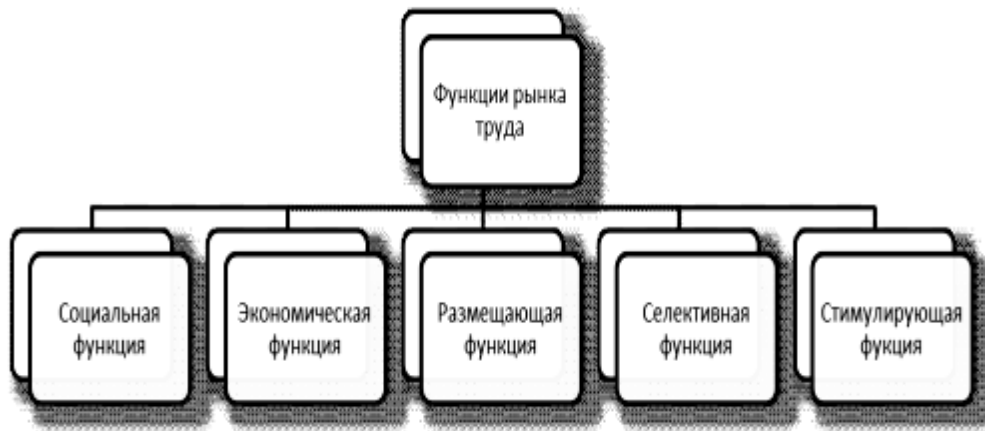 Функции рынка
труда
Социальная
функция
Экономическая
функция
Размещающая
функция
Селективная
функция
Стимулирующая
фукция